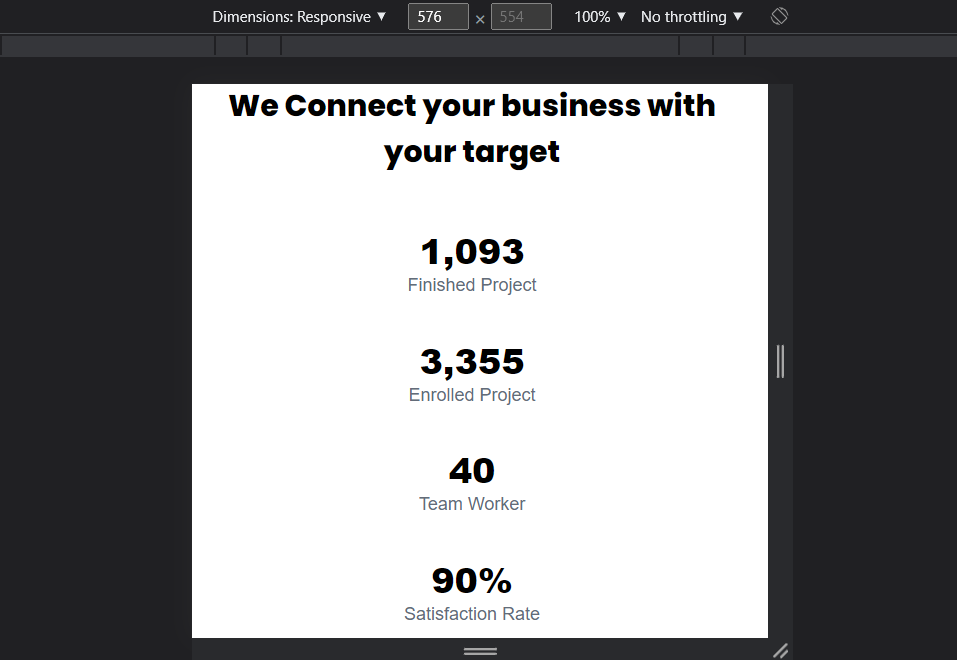 Dimensions: Responsive ▼ 576 × 554 100% ▼ No throttling ▼
We Connect your business with
your target
1,093
Finished Project
3,355
Enrolled Project
40
Team Worker
90%
Satisfaction Rate